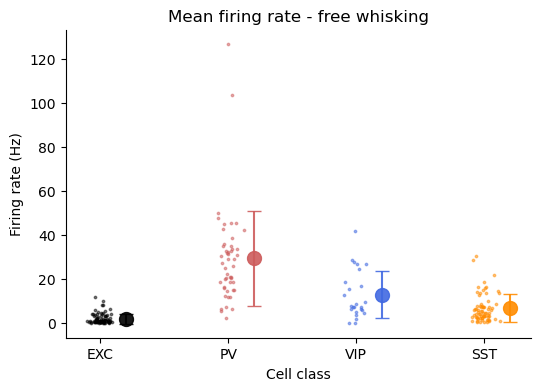 Mean firing rate - free whisking
Firing rate (Hz)
120
100
80
60
40
20
0
EXC PV VIP SST
Cell class